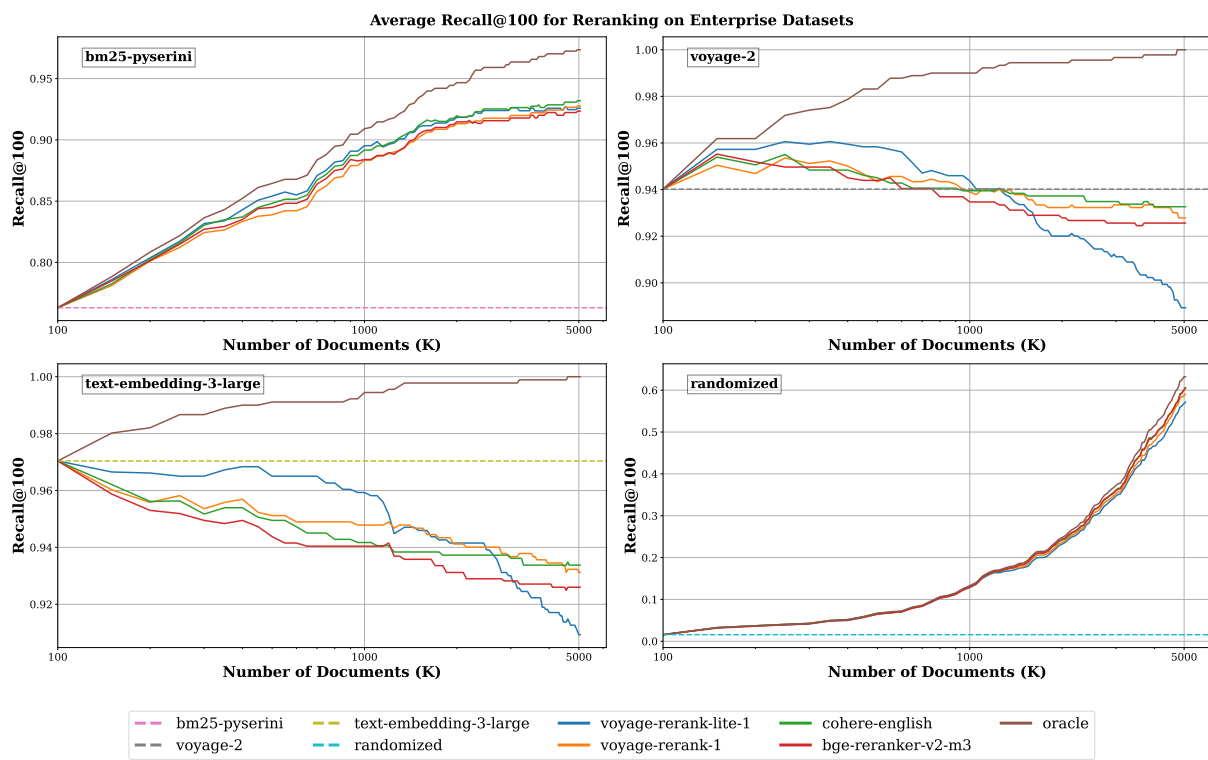 Average Recall@100 for Reranking on Enterprise Datasets
bm25-pyserini
Recall@100
0.95
0.90
0.85
0.80
100
1000
5000
Number of Documents (K)
voyage-2
Recall@100
1.00
0.98
0.96
0.94
0.92
0.90
100
1000
5000
Number of Documents (K)
text-embedding-3-large
Recall@100
1.00
0.98
0.96
0.94
0.92
100
1000
5000
Number of Documents (K)
randomized
Recall@100
0.6
0.5
0.4
0.3
0.2
0.1
0.0
100
1000
5000
Number of Documents (K)
bm25-pyserini
voyage-2
text-embedding-3-large
randomized
voyage-rerank-lite-1
voyage-rerank-1
cohere-english
bge-reranker-v2-m3
oracle